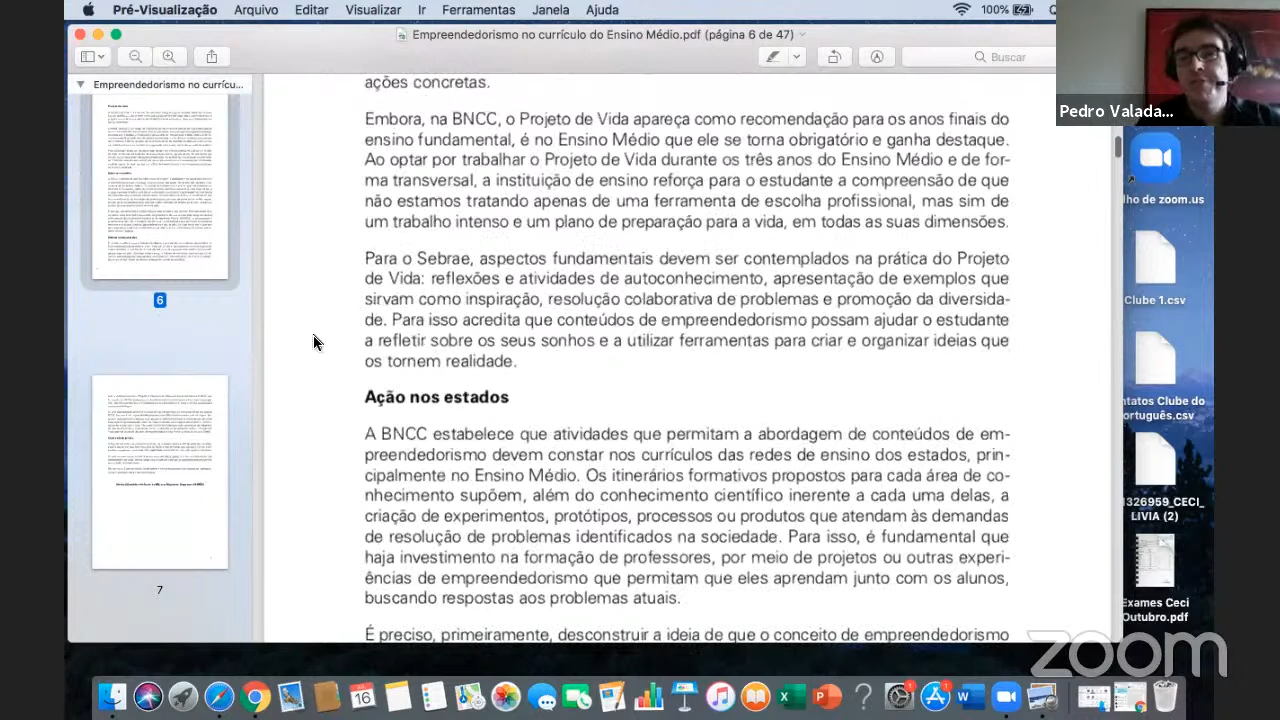 Pré-Visualização Arquivo Editar Visualizar Ir Ferramentas Janela Ajuda 100%
Empreendedorismo no currículo do Ensino Médio.pdf (página 6 de 47)
Buscar
Empreendedorismo no currícu...
6
7
ações concretas.
Embora, na BNCC, o Projeto de Vida apareça como recomendação para os anos finais do
ensino fundamental, é no Ensino Médio que ele se torna obrigatório e ganha destaque.
Ao optar por trabalhar o Projeto de Vida durante os três anos do Ensino Médio e de for-
ma transversal, a instituição de ensino reforça para o estudante a compreensão de que
não estamos tratando apenas de uma ferramenta de escolha profissional, mas sim de
um trabalho intenso e um plano de preparação para a vida, em todas as suas dimensões.
Para o Sebrae, aspectos fundamentais devem ser contemplados na prática do Projeto
de Vida: reflexões e atividades de autoconhecimento, apresentação de exemplos que
sirvam como inspiração, resolução colaborativa de problemas e promoção da diversida-
de. Para isso acredita que conteúdos de empreendedorismo possam ajudar o estudante
a refletir sobre os seus sonhos e a utilizar ferramentas para criar e organizar ideias que
os tornem realidade.
Ação nos estados
A BNCC estabelece que atividades que permitam a abordagem de conteúdos de em-
preendedorismo devem constar nos currículos das redes de ensino dos estados, prin-
cipalmente no Ensino Médio. Os itinerários formativos propostos para cada área de co-
nhecimento supõem, além do conhecimento científico inerente a cada uma delas, a
criação de experimentos, protótipos, processos ou produtos que atendam às demandas
de resolução de problemas identificados na sociedade. Para isso, é fundamental que
haja investimento na formação de professores, por meio de projetos ou outras experi-
ências de empreendedorismo que permitam que eles aprendam junto com os alunos,
buscando respostas aos problemas atuais.
É preciso, primeiramente, desconstruir a ideia de que o conceito de empreendedorismo
Pedro Valada...
lho de zoom.us
Clube 1.csv
ntatos Clube do
ortuguês.csv
1326959_CECI_
LIVIA (2)
Exames Ceci
Outubro.pdf
zoom
16